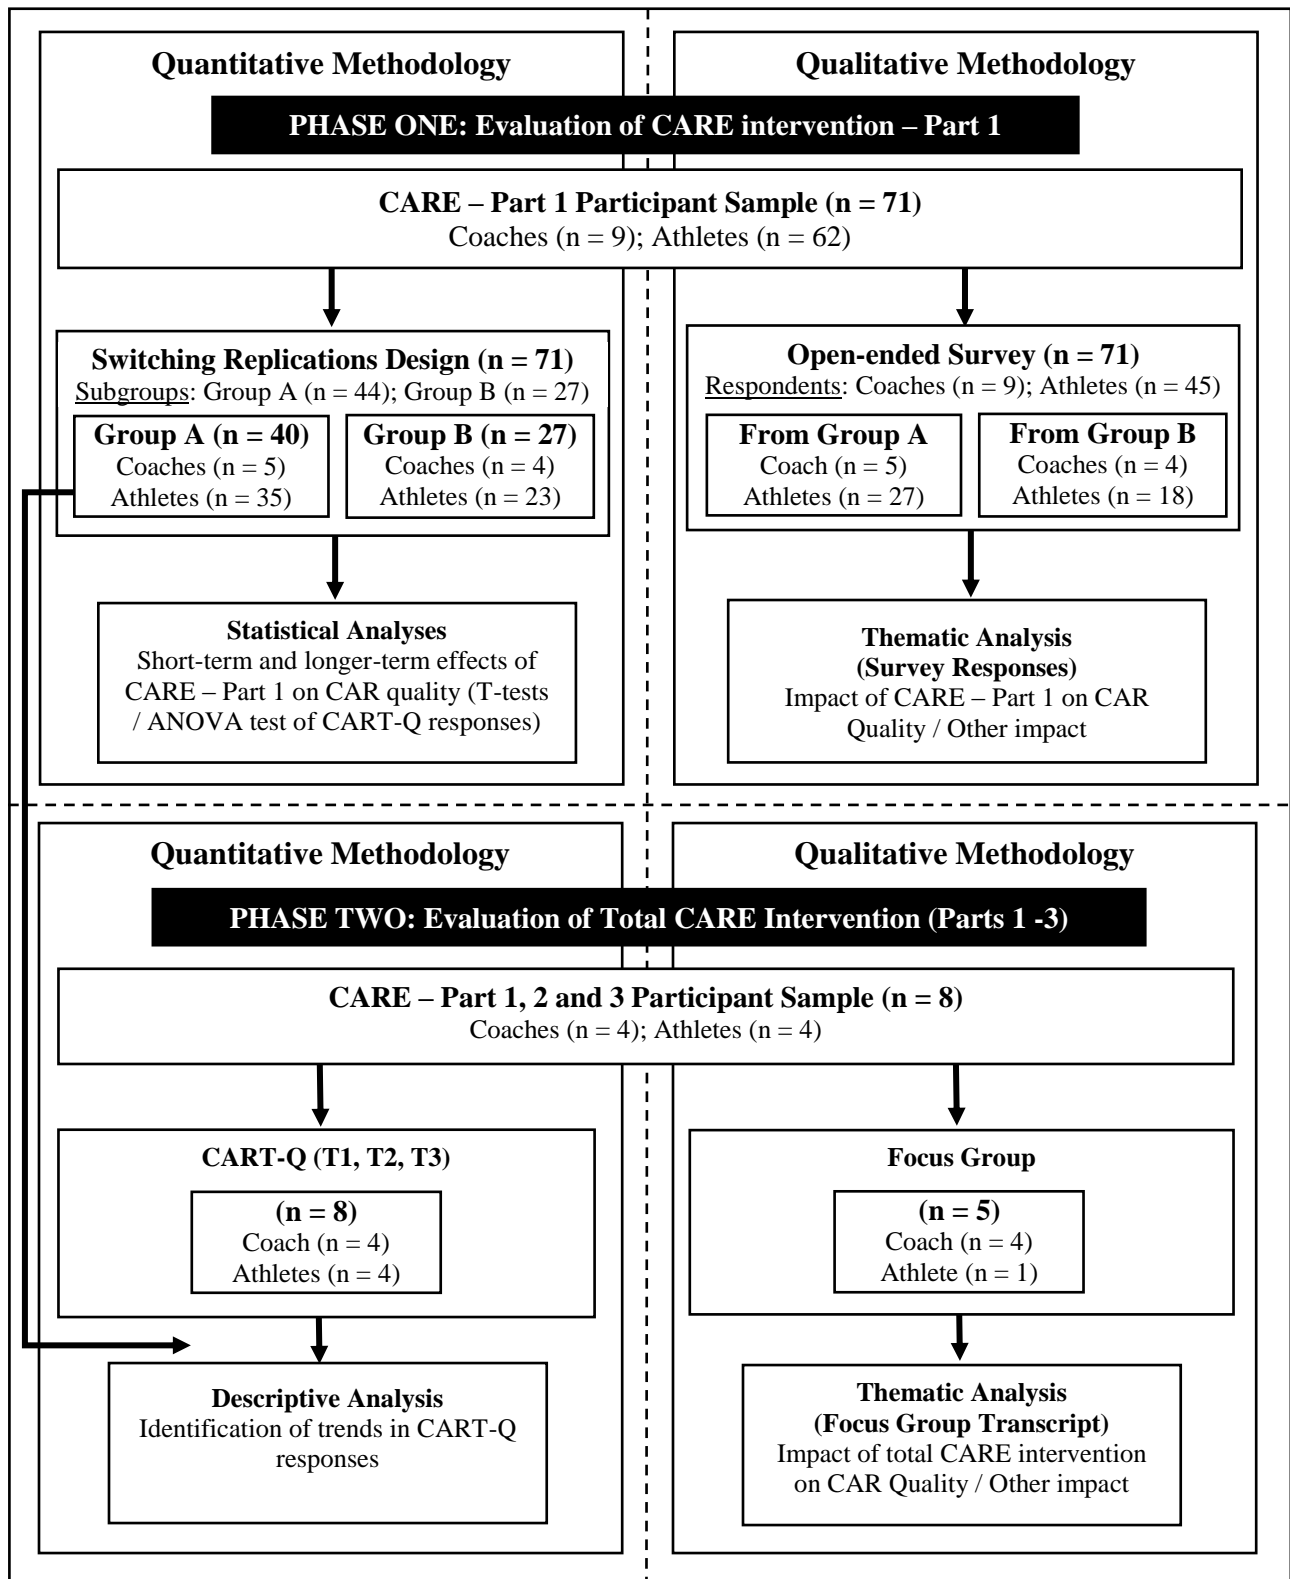 Quantitative Methodology
Qualitative Methodology
PHASE ONE: Evaluation of CARE intervention – Part 1
CARE – Part 1 Participant Sample (n = 71)
Coaches (n = 9); Athletes (n = 62)
Switching Replications Design (n = 71)
Subgroups: Group A (n = 44); Group B (n = 27)
Group A (n = 40)
Coaches (n = 5)
Athletes (n = 35)
Group B (n = 27)
Coaches (n = 4)
Athletes (n = 23)
Open-ended Survey (n = 71)
Respondents: Coaches (n = 9); Athletes (n = 45)
From Group A
Coach (n = 5)
Athletes (n = 27)
From Group B
Coaches (n = 4)
Athletes (n = 18)
Statistical Analyses
Short-term and longer-term effects of
CARE – Part 1 on CAR quality (T-tests
/ ANOVA test of CART-Q responses)
Thematic Analysis
(Survey Responses)
Impact of CARE – Part 1 on CAR
Quality / Other impact
Quantitative Methodology
Qualitative Methodology
PHASE TWO: Evaluation of Total CARE Intervention (Parts 1 -3)
CARE – Part 1, 2 and 3 Participant Sample (n = 8)
Coaches (n = 4); Athletes (n = 4)
CART-Q (T1, T2, T3)
(n = 8)
Coach (n = 4)
Athletes (n = 4)
Focus Group
(n = 5)
Coach (n = 4)
Athlete (n = 1)
Descriptive Analysis
Identification of trends in CART-Q
responses
Thematic Analysis
(Focus Group Transcript)
Impact of total CARE intervention
on CAR Quality / Other impact